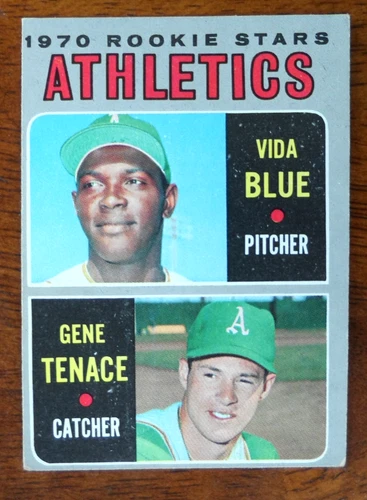 1970 ROOKIE STARS
ATHLETICS
VIDA
BLUE
PITCHER
GENE
TENACE
CATCHER
A